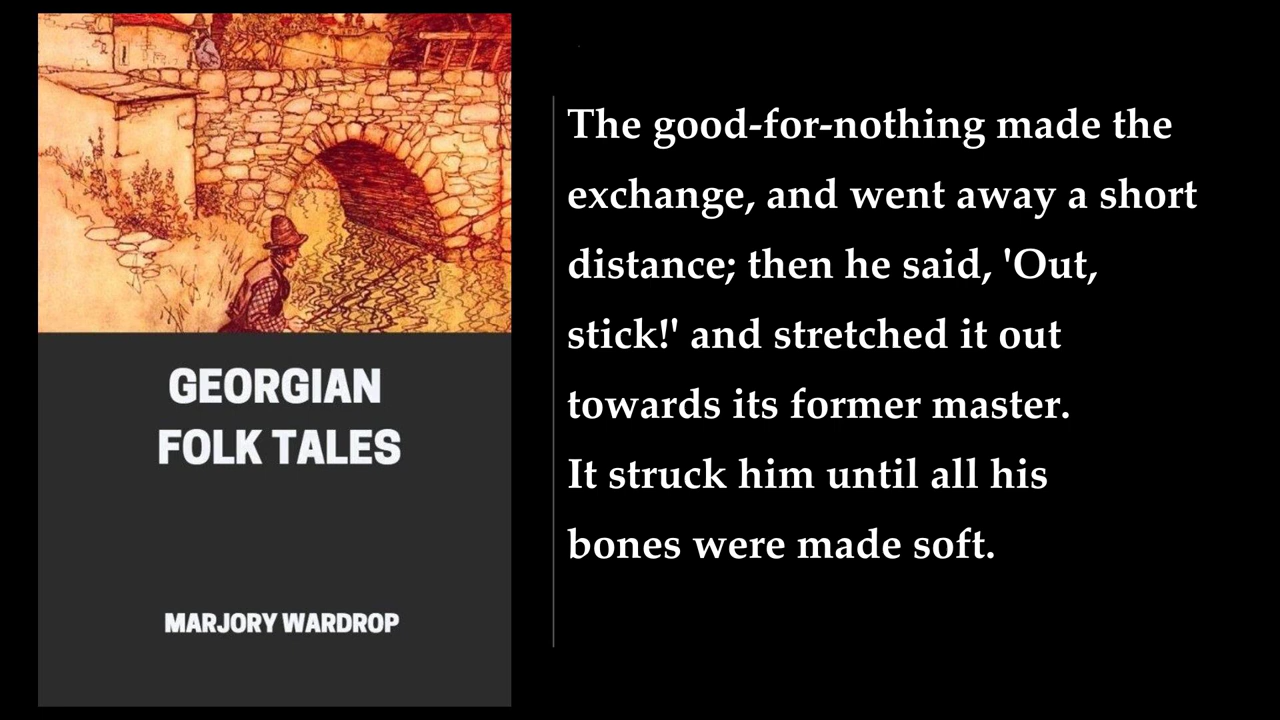 GEORGIAN
FOLK TALES
MARJORY WARDROP
The good-for-nothing made the
exchange, and went away a short
distance; then he said, 'Out,
stick!' and stretched it out
towards its former master.
It struck him until all his
bones were made soft.